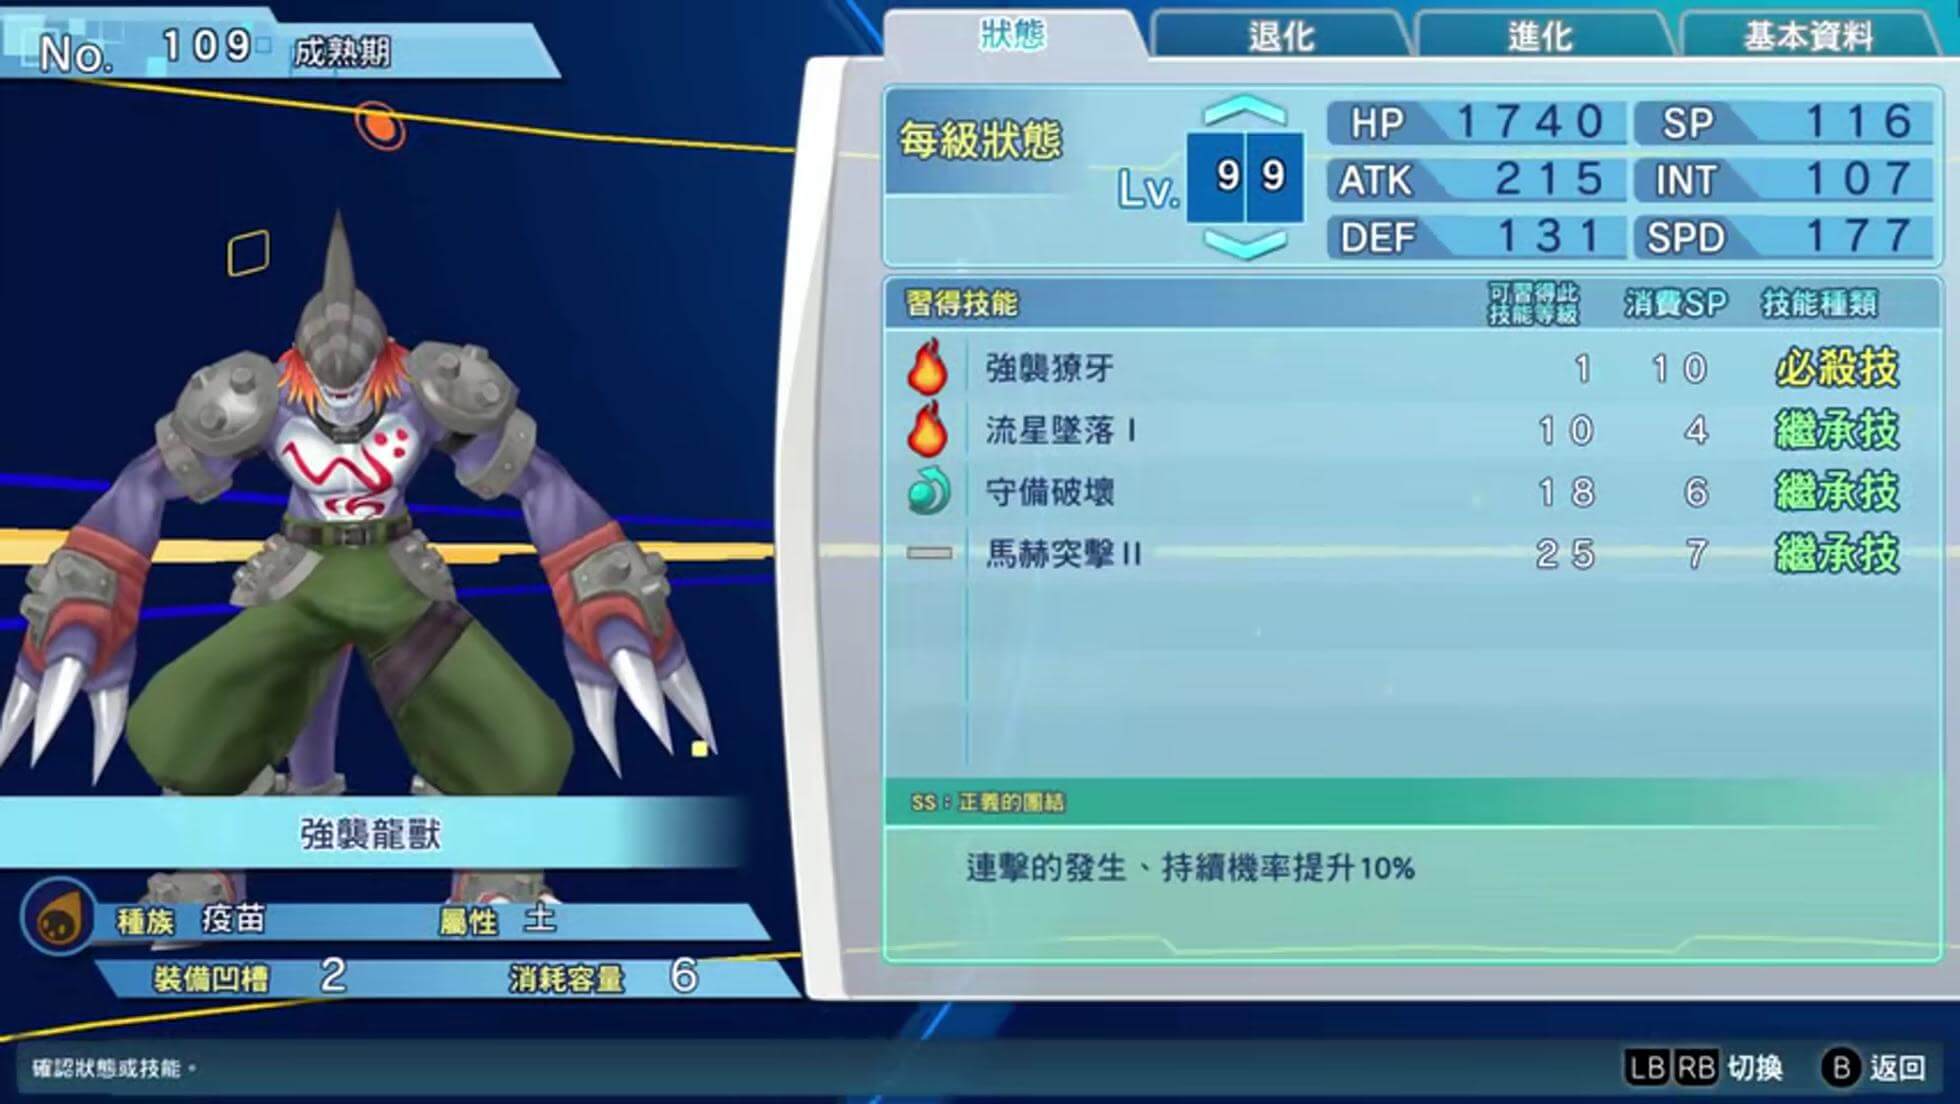 No. 109 成熟期
狀態 退化 進化 基本資料
每級狀態
Lv. 99
HP 1740 SP 116
ATK 215 INT 107
DEF 131 SPD 177
習得技能 可習得此技能等級 消費SP 技能種類
強襲獠牙 1 10 必殺技
流星墜落 I 10 4 繼承技
守備破壞 18 6 繼承技
馬赫突擊 II 25 7 繼承技
SS：正義的團結
連擊的發生、持續機率提升10%
強襲龍獸
種族 疫苗 屬性 土
裝備凹槽 2 消耗容量 6
確認狀態或技能。
LB RB 切換 B 返回